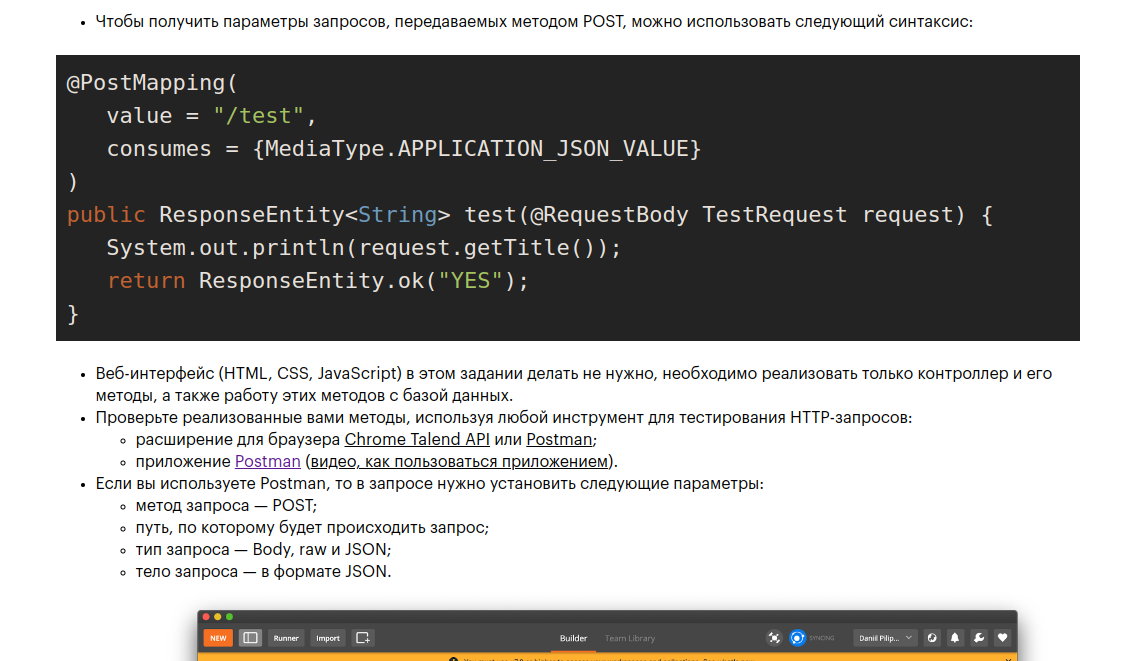 Чтобы получить параметры запросов, передаваемых методом POST, можно использовать следующий синтаксис:
@PostMapping(
value = "/test",
consumes = {MediaType.APPLICATION_JSON_VALUE}
)
public ResponseEntity<String> test(@RequestBody TestRequest request) {
System.out.println(request.getTitle());
return ResponseEntity.ok("YES");
}
Веб-интерфейс (HTML, CSS, JavaScript) в этом задании делать не нужно, необходимо реализовать только контроллер и его
методы, а также работу этих методов с базой данных.
Проверьте реализованные вами методы, используя любой инструмент для тестирования HTTP-запросов:
расширение для браузера Chrome Talend API или Postman;
приложение Postman (видео, как пользоваться приложением).
Если вы используете Postman, то в запросе нужно установить следующие параметры:
метод запроса — POST;
путь, по которому будет происходить запрос;
тип запроса — Body, raw и JSON;
тело запроса — в формате JSON.
NEW Runner Import Builder Team Library SYNCING Daniil Pilip...